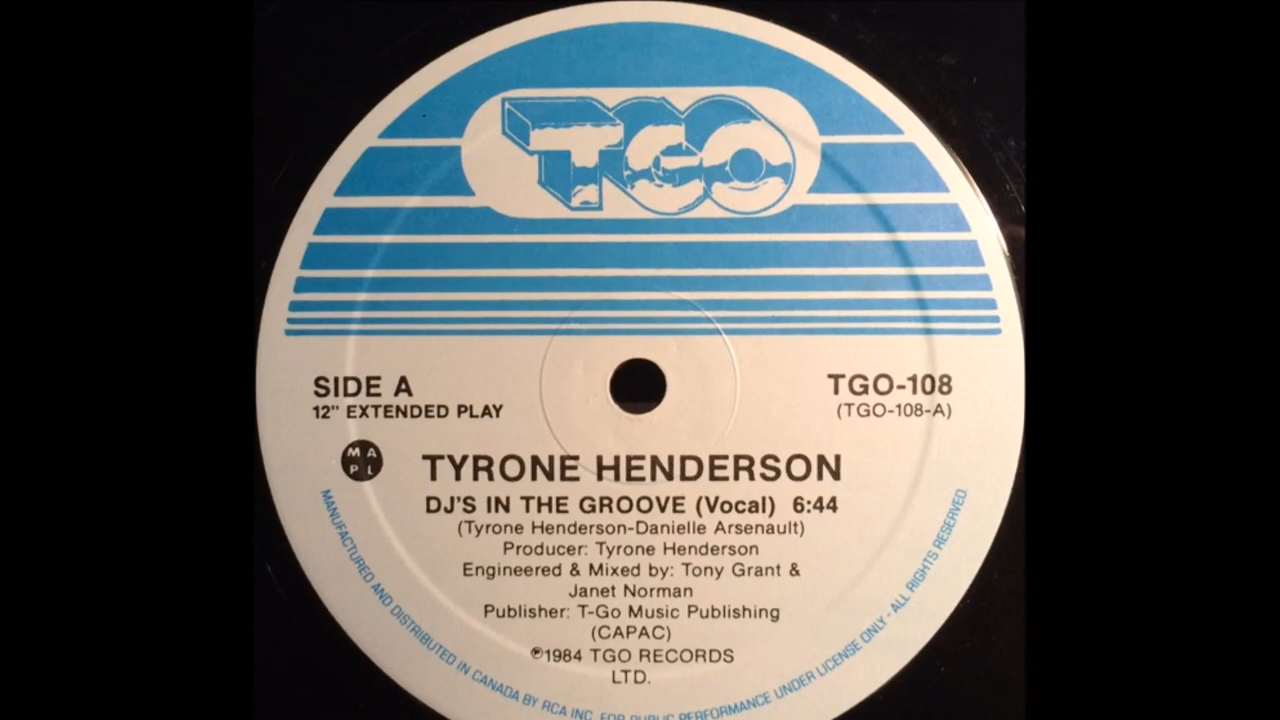 TGO
SIDE A
12" EXTENDED PLAY
TGO-108
(TGO-108-A)
M A
P L
TYRONE HENDERSON
DJ'S IN THE GROOVE (Vocal) 6:44
(Tyrone Henderson-Danielle Arsenault)
Producer: Tyrone Henderson
Engineered & Mixed by: Tony Grant &
Janet Norman
Publisher: T-Go Music Publishing
(CAPAC)
℗1984 TGO RECORDS
LTD.
MANUFACTURED AND DISTRIBUTED IN CANADA BY RCA INC. FOR PUBLIC PERFORMANCE UNDER LICENSE ONLY - ALL RIGHTS RESERVED.